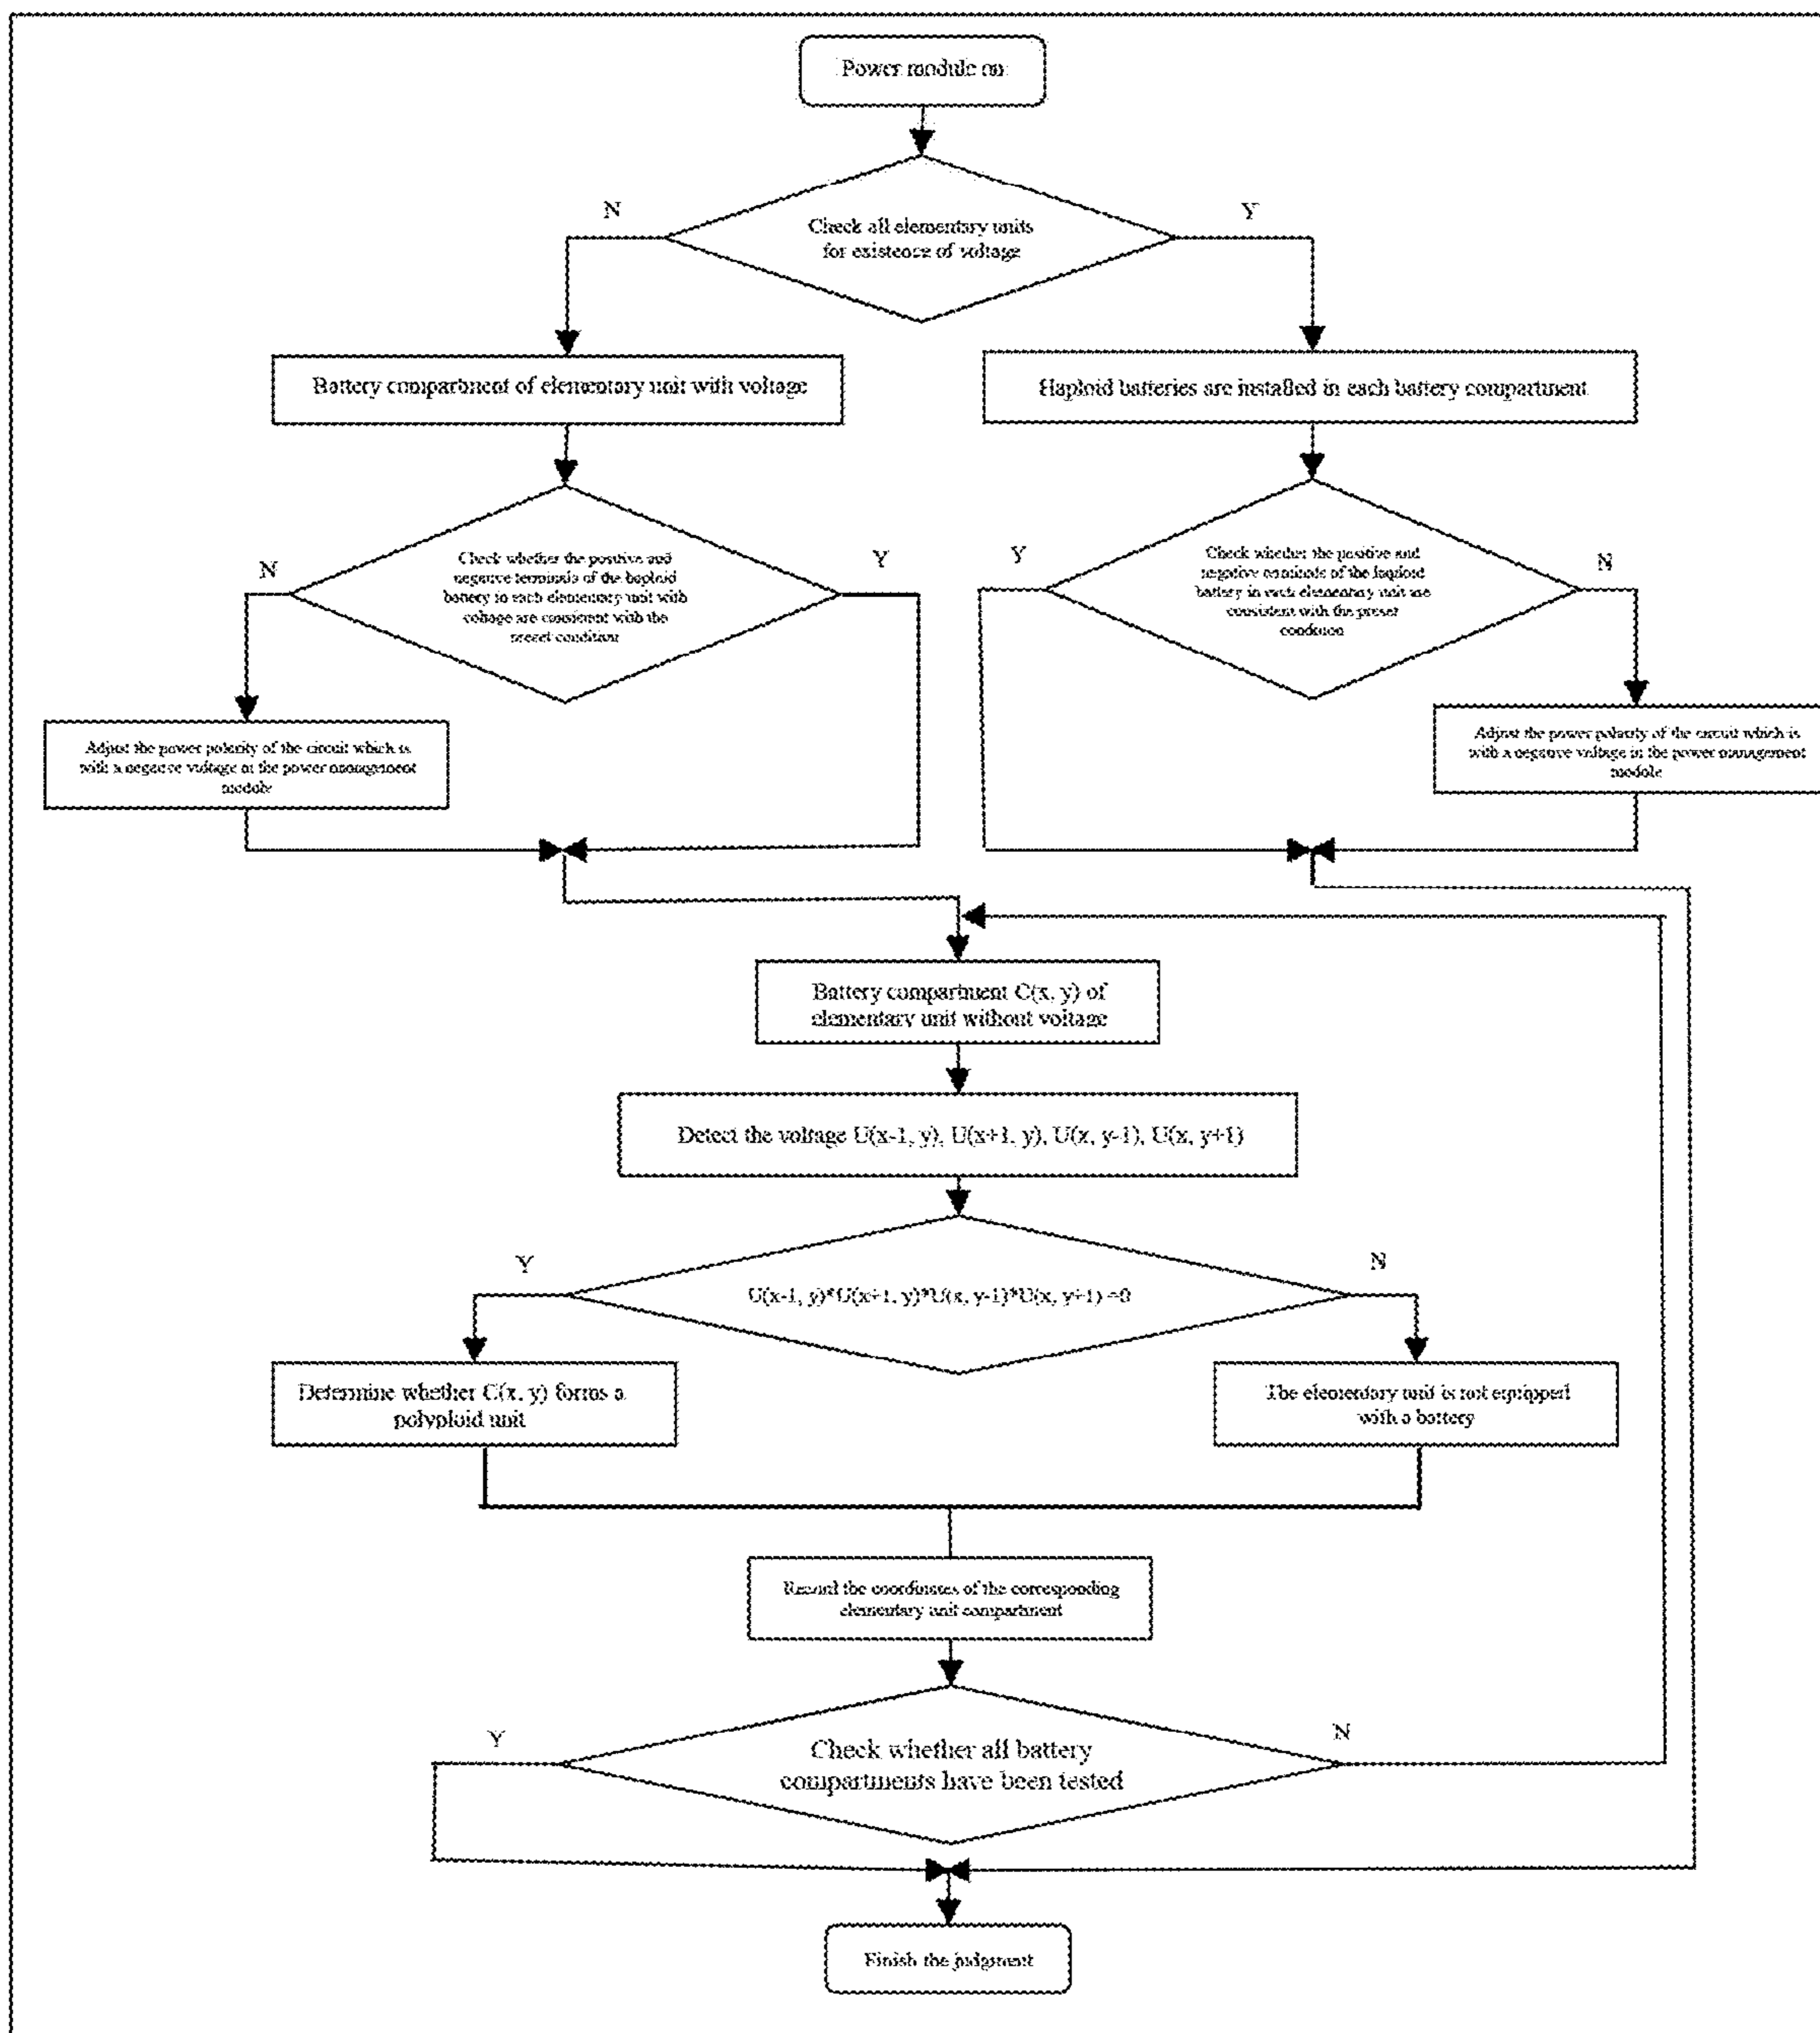 Power module on
N
Y
Check all elementary units
for existence of voltage
Battery compartment of elementary unit with voltage
Haploid batteries are installed in each battery compartment
N
Check whether the positive and
negative terminals of the haploid
battery in each elementary unit with
voltage are consistent with the
preset condition
Y
Y
Check whether the positive and
negative terminals of the haploid
battery in each elementary unit are
consistent with the preset
condition
N
Adjust the power polarity of the circuit which is
with a negative voltage in the power management
module
Adjust the power polarity of the circuit which is
with a negative voltage in the power management
module
Battery compartment C(x, y) of
elementary unit without voltage
Detect the voltage U(x-1, y), U(x+1, y), U(x, y-1), U(x, y+1)
Y
N
U(x-1, y)*U(x+1, y)*U(x, y-1)*U(x, y+1) =0
Determine whether C(x, y) forms a
polyploid unit
The elementary unit is not equipped
with a battery
Record the coordinates of the corresponding
elementary unit compartment
Y
N
Check whether all battery
compartments have been tested
Finish the judgment